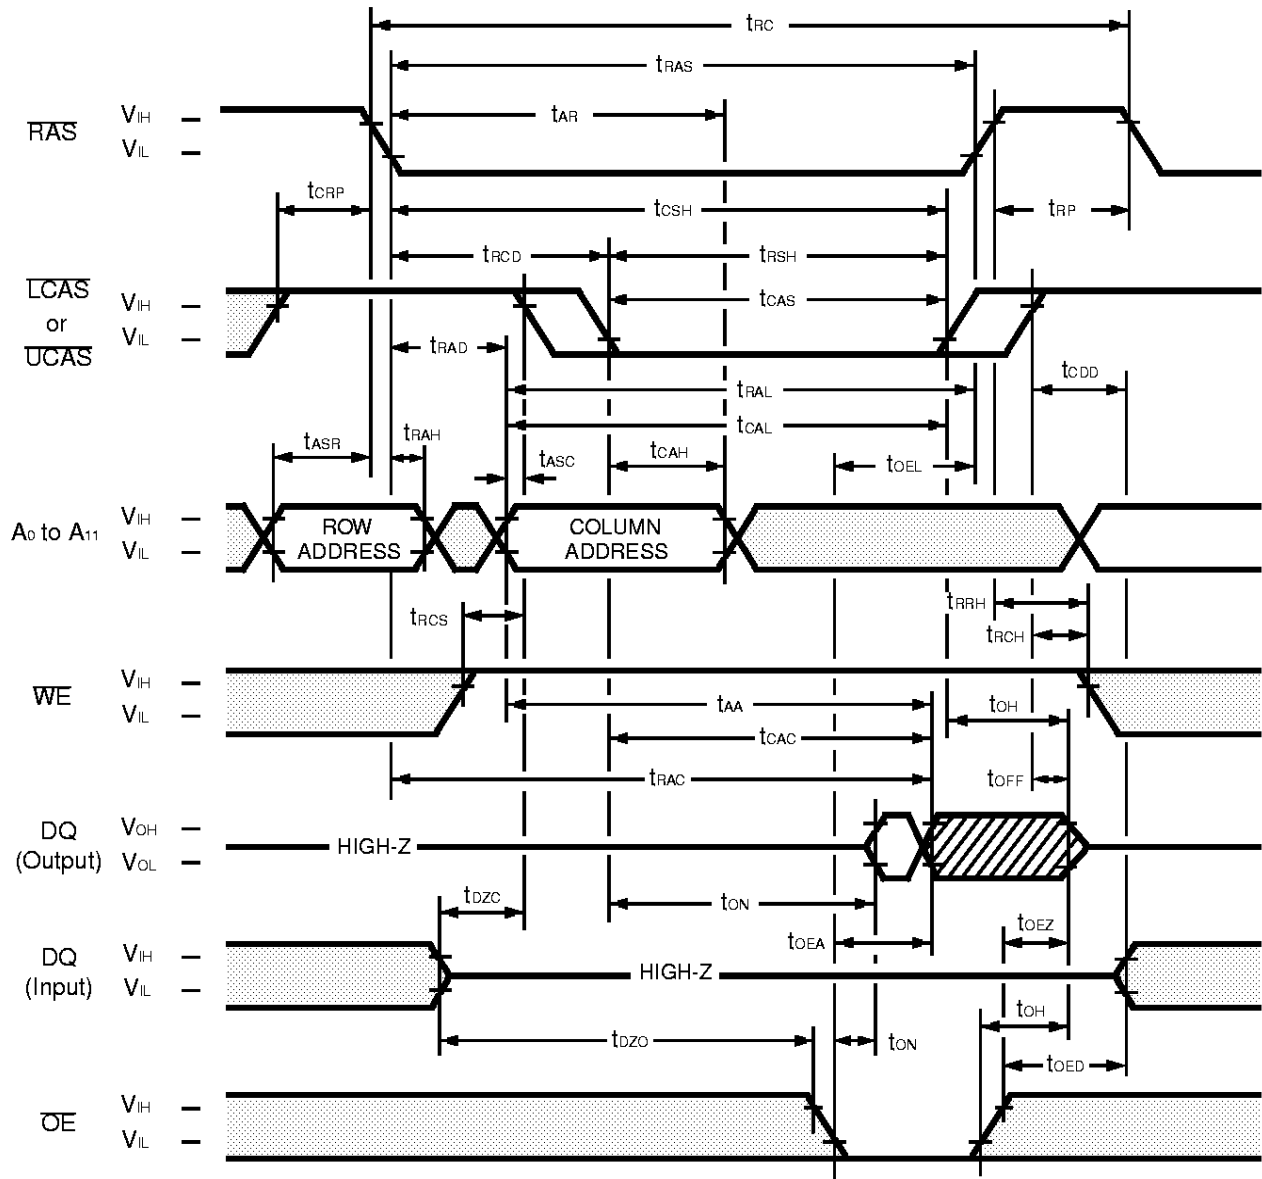 tRC
tRAS
tAR
RAS
VIH
VIL
tCRP
tCSH
tRP
tRCD
tRSH
LCAS
or
UCAS
VIH
VIL
tCAS
tRAD
tCDD
tRAL
tCAL
tASR
tRAH
tASC
tCAH
tOEL
A0 to A11
VIH
VIL
ROW
ADDRESS
COLUMN
ADDRESS
tRCS
tRRH
tRCH
WE
VIH
VIL
tAA
tOH
tCAC
tRAC
tOFF
DQ
(Output)
VOH
VOL
HIGH-Z
tDZC
tON
tOEA
tOEZ
DQ
(Input)
VIH
VIL
HIGH-Z
tOH
tDZO
tON
tOED
OE
VIH
VIL